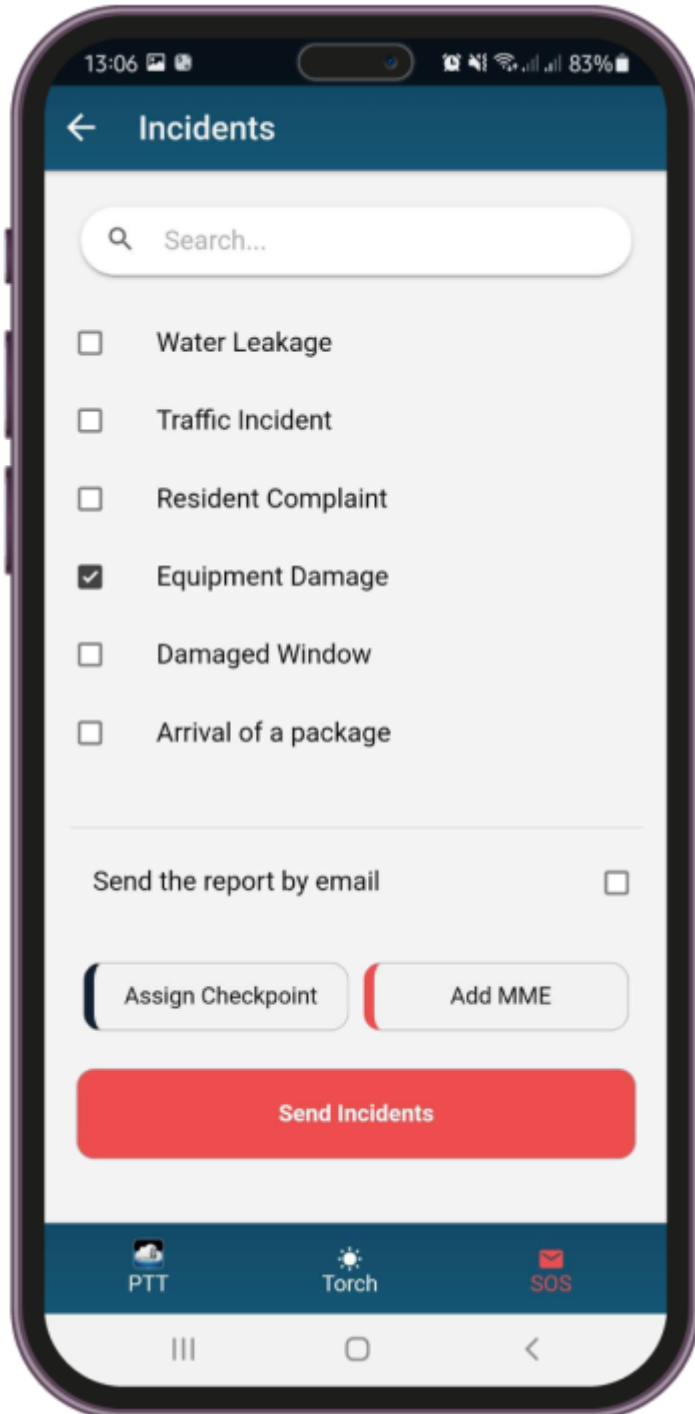 13:06 83%
Incidents
Search...
Water Leakage
Traffic Incident
Resident Complaint
Equipment Damage
Damaged Window
Arrival of a package
Send the report by email
Assign Checkpoint Add MME
Send Incidents
PTT Torch SOS